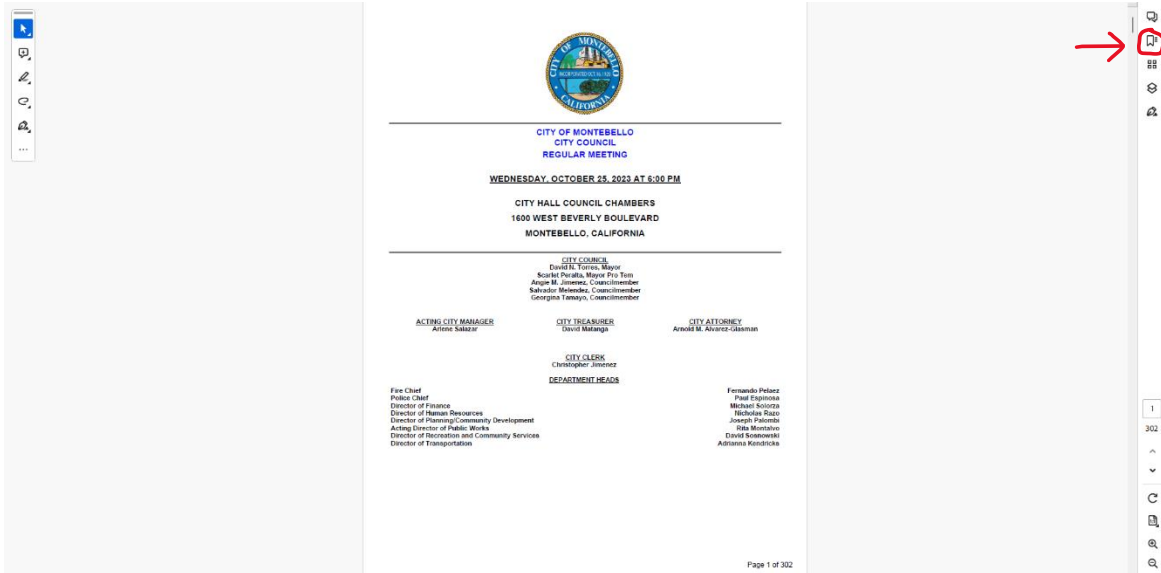 CITY OF MONTEBELLO
INCORPORATED OCT. 16, 1920
CALIFORNIA
CITY OF MONTEBELLO
CITY COUNCIL
REGULAR MEETING
WEDNESDAY, OCTOBER 25, 2023 AT 6:00 PM
CITY HALL COUNCIL CHAMBERS
1600 WEST BEVERLY BOULEVARD
MONTEBELLO, CALIFORNIA
CITY COUNCIL
David N. Torres, Mayor
Scarlet Peralta, Mayor Pro Tem
Angie M. Jimenez, Councilmember
Salvador Melendez, Councilmember
Georgina Tamayo, Councilmember
ACTING CITY MANAGER CITY TREASURER CITY ATTORNEY
Arlene Salazar David Matanga Arnold M. Alvarez-Glasman
CITY CLERK
Christopher Jimenez
DEPARTMENT HEADS
Fire Chief Fernando Pelaez
Police Chief Paul Espinosa
Director of Finance Michael Solorza
Director of Human Resources Nicholas Razo
Director of Planning/Community Development Joseph Palombi
Acting Director of Public Works Rita Montalvo
Director of Recreation and Community Services David Sosnowski
Director of Transportation Adrianna Kendricks
Page 1 of 302
1
302